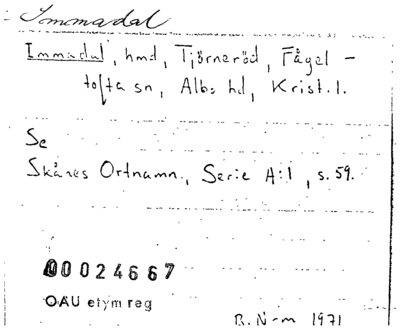 Immadal
Immadal, hmd, Tjörneröd, Fågel-
tofta sn, Albo hd, Krist. l.
Se
Skånes Ortnamn, Serie A:1, s. 59.
00024667
OAU etym reg
B. N-m 1971